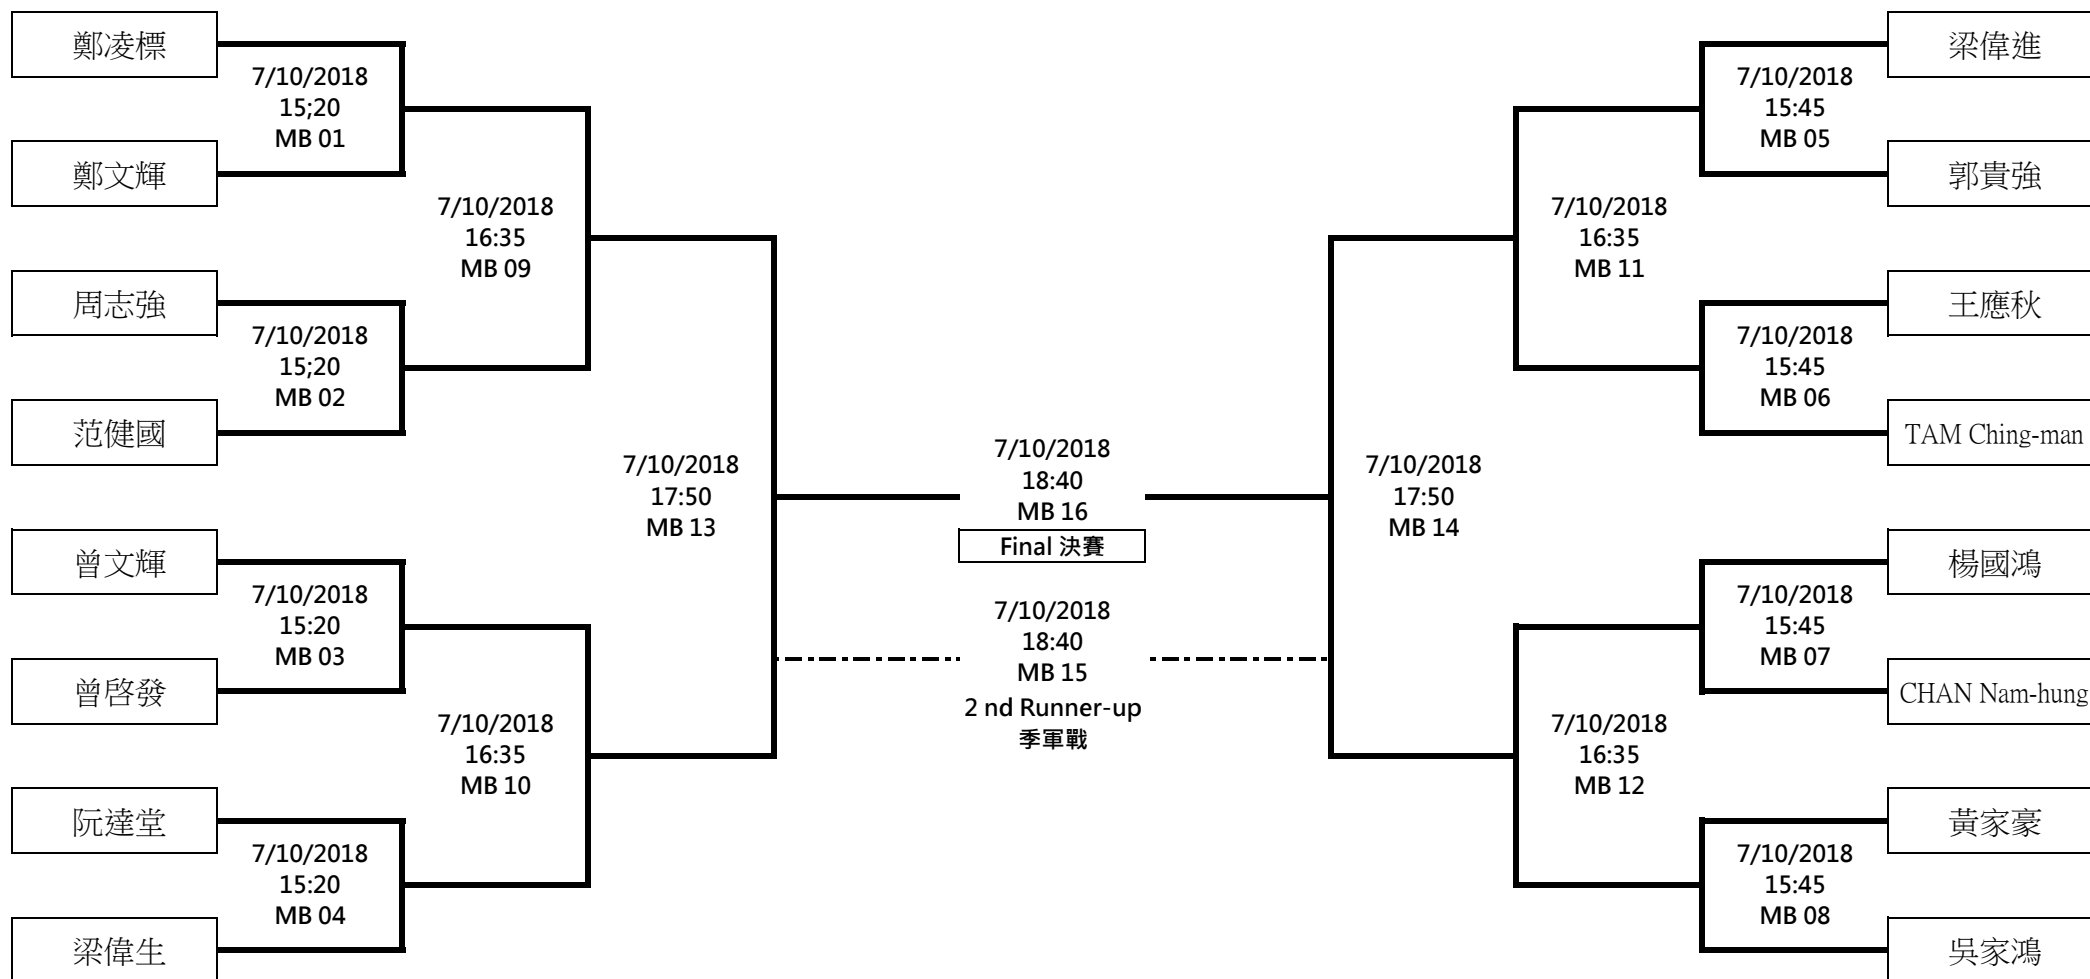 鄭凌標
7/10/2018
15;20
MB 01
鄭文輝
7/10/2018
16:35
MB 09
周志強
7/10/2018
15;20
MB 02
范健國
7/10/2018
17:50
MB 13
曾文輝
7/10/2018
15:20
MB 03
曾啓發
7/10/2018
16:35
MB 10
阮達堂
7/10/2018
15:20
MB 04
梁偉生
7/10/2018
18:40
MB 16
Final 決賽
7/10/2018
18:40
MB 15
2 nd Runner-up
季軍戰
梁偉進
7/10/2018
15:45
MB 05
郭貴強
7/10/2018
16:35
MB 11
王應秋
7/10/2018
15:45
MB 06
TAM Ching-man
7/10/2018
17:50
MB 14
楊國鴻
7/10/2018
15:45
MB 07
CHAN Nam-hung
7/10/2018
16:35
MB 12
黃家豪
7/10/2018
15:45
MB 08
吳家鴻